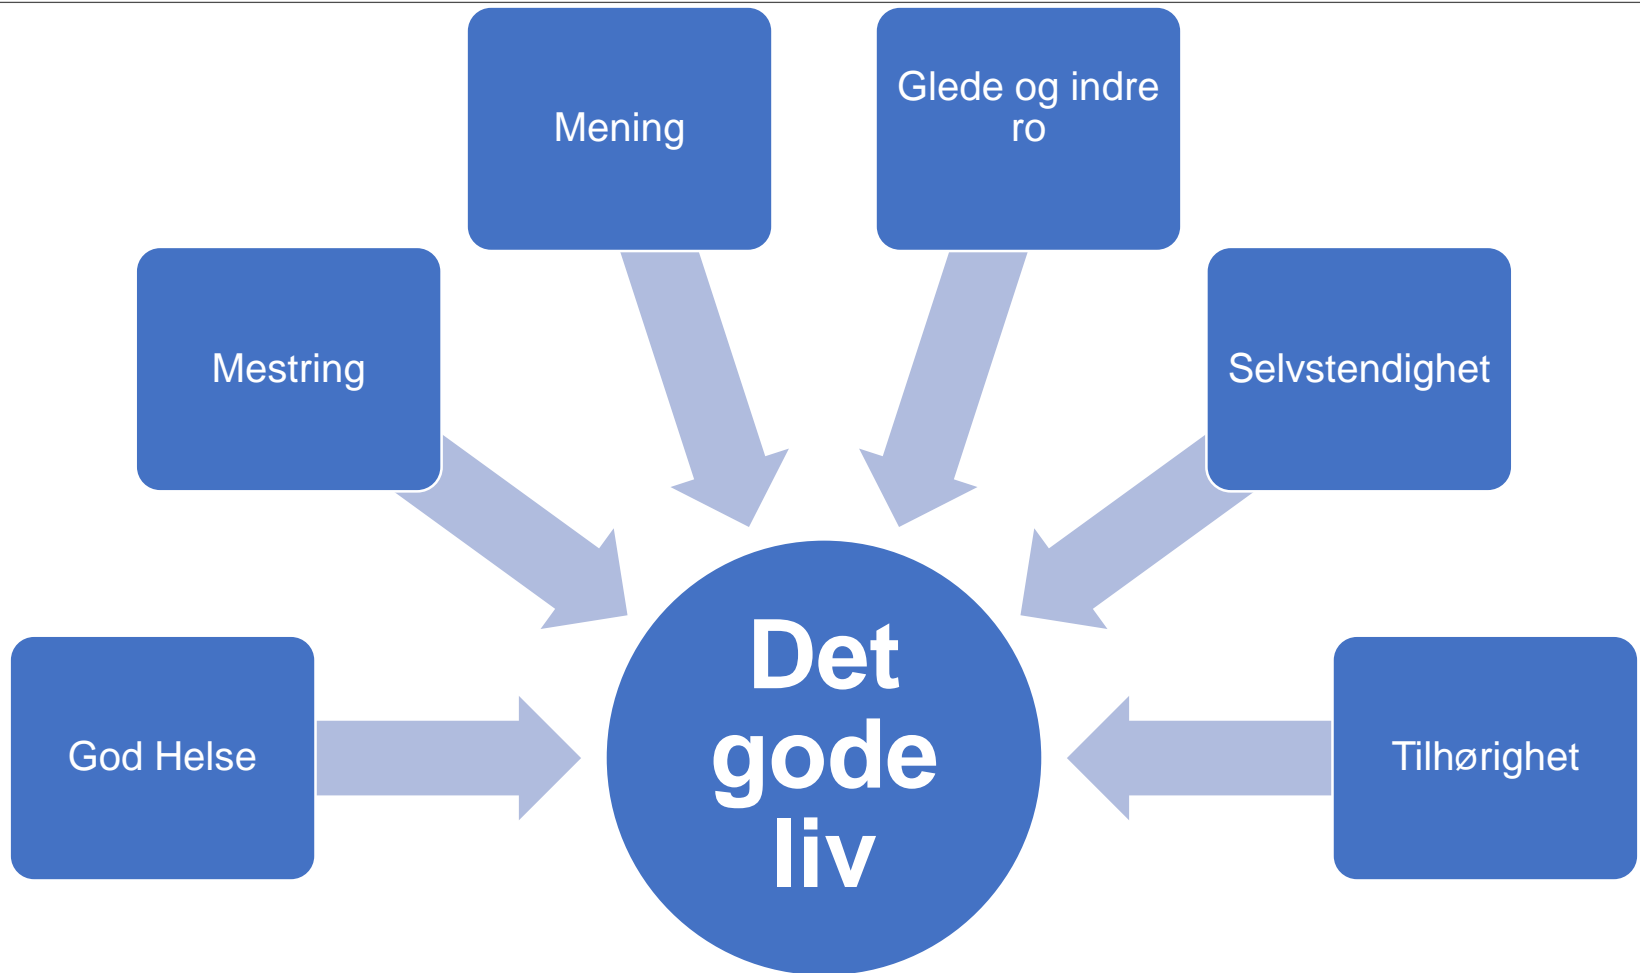 Mening
Glede og indre
ro
Mestring
Selvstendighet
God Helse
Det
gode
liv
Tilhørighet